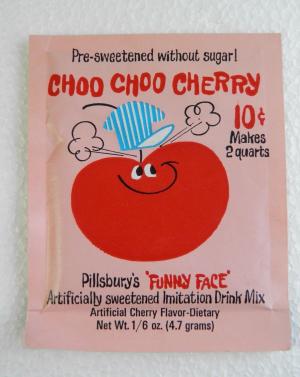 Pre-sweetened without sugar!
CHOO CHOO CHERRY
10¢
Makes
2 quarts
Pillsbury's "FUNNY FACE"
Artificially sweetened Imitation Drink Mix
Artificial Cherry Flavor-Dietary
Net Wt. 1/6 oz. (4.7 grams)